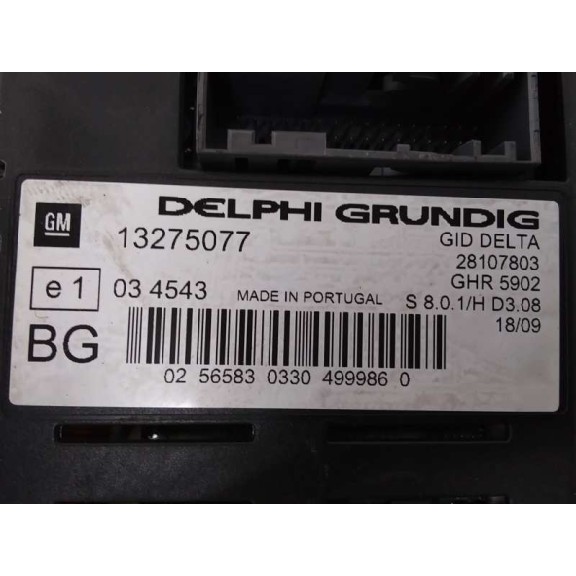 DELPHI GRUNDIG
GM
13275077
GID DELTA
28107803
GHR 5902
e 1
03 4543
MADE IN PORTUGAL
S 8.0.1/H D3.08
18/09
BG
02 56583 0330 499986 0